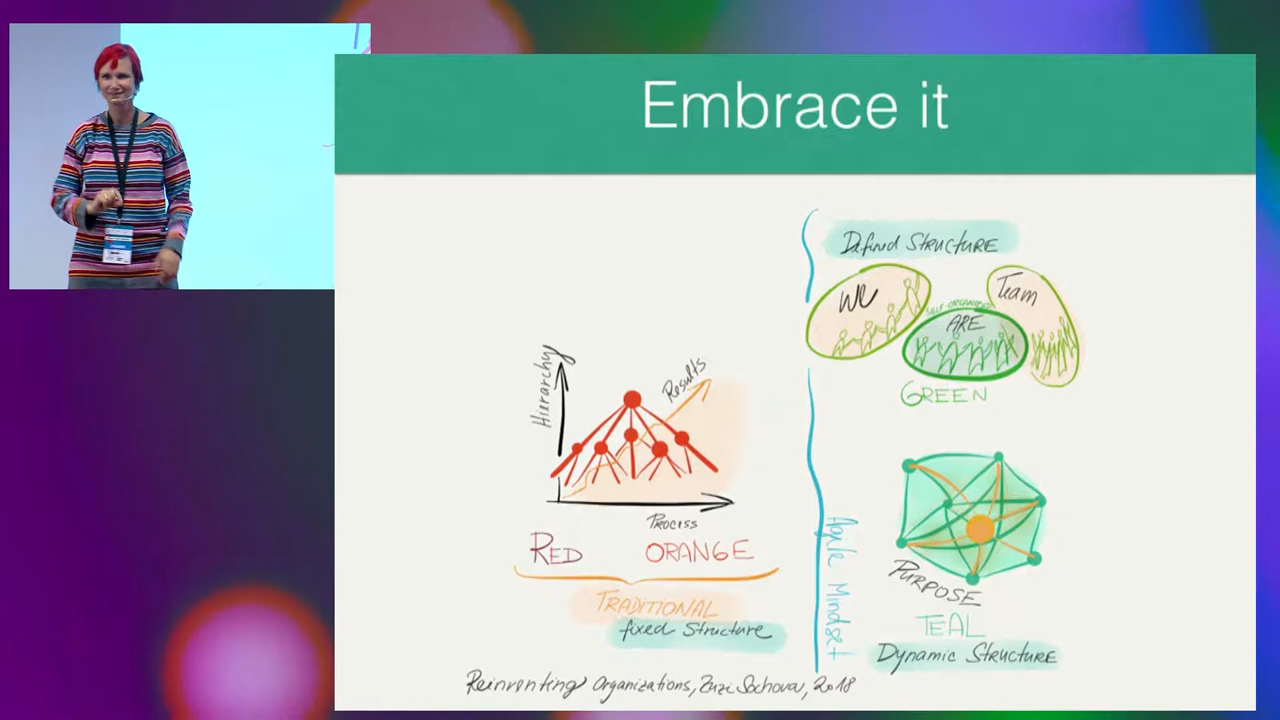 Embrace it
Defined STRUCTURE
We
SELF-ORGANIZED
ARE
Team
GREEN
Hierarchy
Results
PROCESS
RED
ORANGE
TRADITIONAL
fixed Structure
Agile Mindset
PURPOSE
TEAL
Dynamic STRUCTURE
Reinventing Organizations, Zuzi Sochova, 2018